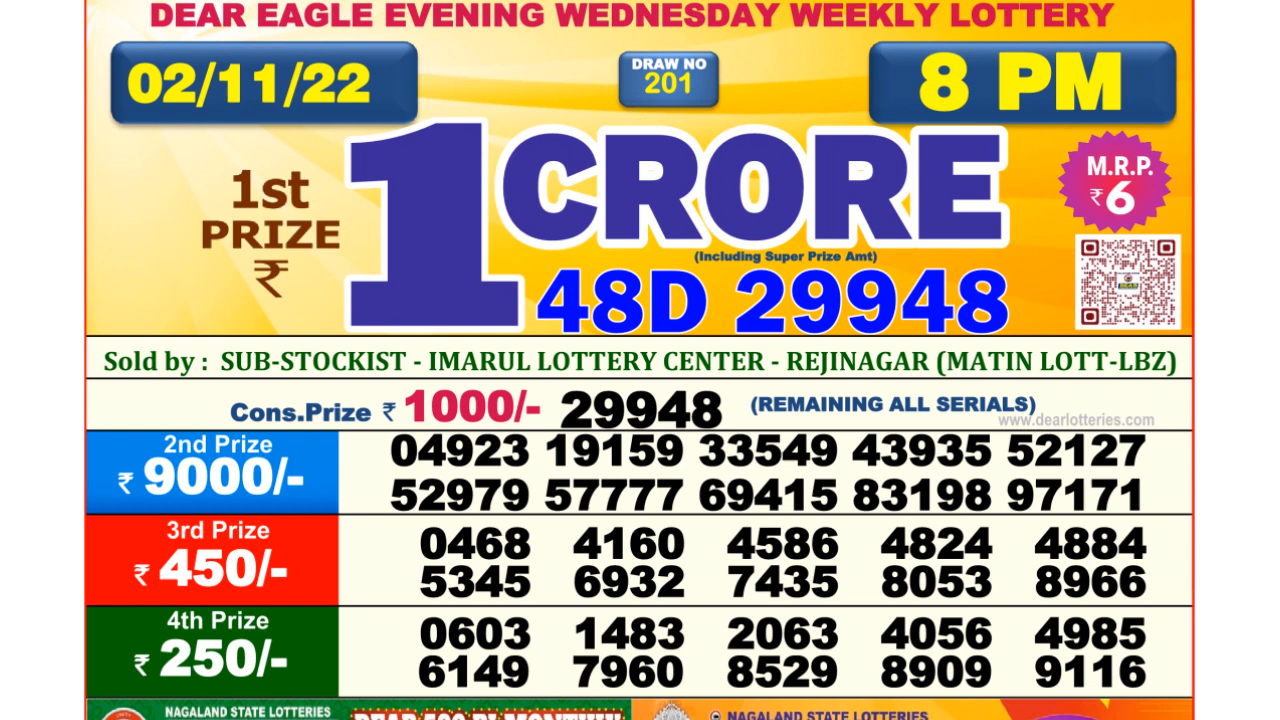 DEAR EAGLE EVENING WEDNESDAY WEEKLY LOTTERY
02/11/22
DRAW NO
201
8 PM
1st
PRIZE
₹
1 CRORE
(Including Super Prize Amt)
M.R.P.
₹ 6
48D 29948
Sold by : SUB-STOCKIST - IMARUL LOTTERY CENTER - REJINAGAR (MATIN LOTT-LBZ)
Cons.Prize ₹ 1000/- 29948 (REMAINING ALL SERIALS)
www.dearlotteries.com
2nd Prize
₹ 9000/-
04923 19159 33549 43935 52127
52979 57777 69415 83198 97171
3rd Prize
₹ 450/-
0468 4160 4586 4824 4884
5345 6932 7435 8053 8966
4th Prize
₹ 250/-
0603 1483 2063 4056 4985
6149 7960 8529 8909 9116
NAGALAND STATE LOTTERIES
DEAR 500 BI MONTHLY
NAGALAND STATE LOTTERIES